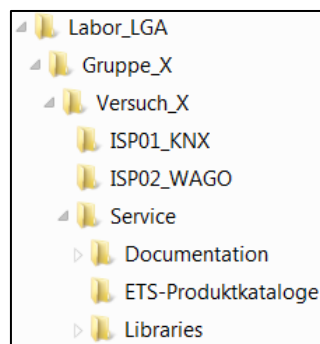 Labor_LGA
Gruppe_X
Versuch_X
ISP01_KNX
ISP02_WAGO
Service
Documentation
ETS-Produktkataloge
Libraries